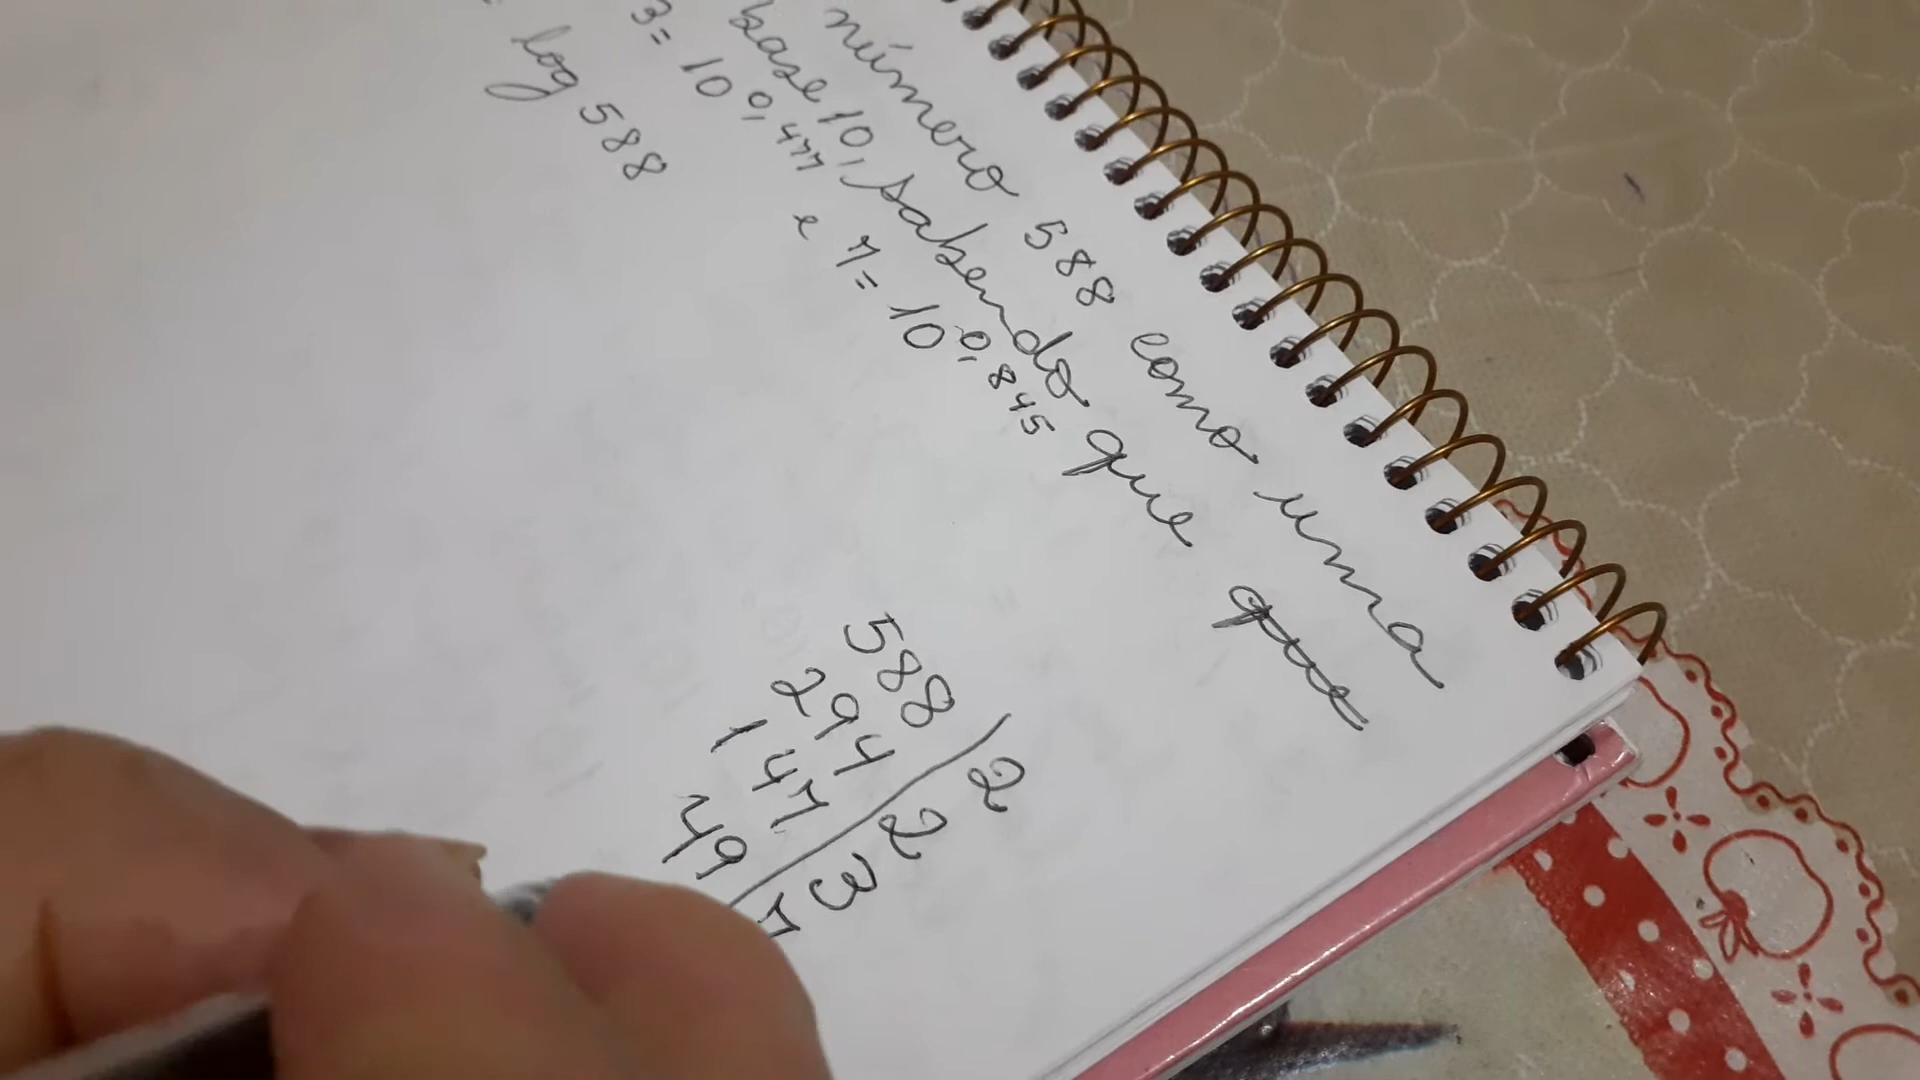 número 588 como uma
base 10, sabendo que
3 = 10^0,477 e 7 = 10^0,845
= log 588
588 | 2
294 | 2
147 | 3
49 | 7